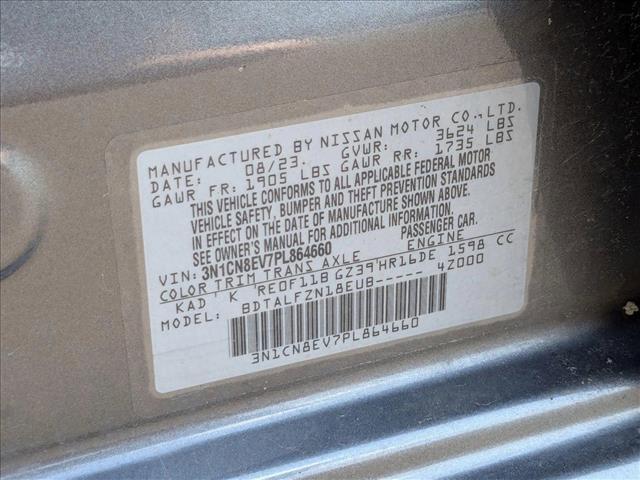 MANUFACTURED BY NISSAN MOTOR CO.,LTD.
DATE: 08/23. GVWR: 3624 LBS
GAWR FR: 1905 LBS GAWR RR: 1735 LBS
THIS VEHICLE CONFORMS TO ALL APPLICABLE FEDERAL MOTOR
VEHICLE SAFETY, BUMPER AND THEFT PREVENTION STANDARDS
IN EFFECT ON THE DATE OF MANUFACTURE SHOWN ABOVE.
SEE OWNER'S MANUAL FOR ADDITIONAL INFORMATION.
VIN: 3N1CN8EV7PL864660 PASSENGER CAR.
COLOR TRIM TRANS AXLE ENGINE
KAD K RE0F11B GZ39 HR16DE 1598 CC
MODEL: BDTALFZN18EUB----- 4Z000
3N1CN8EV7PL864660